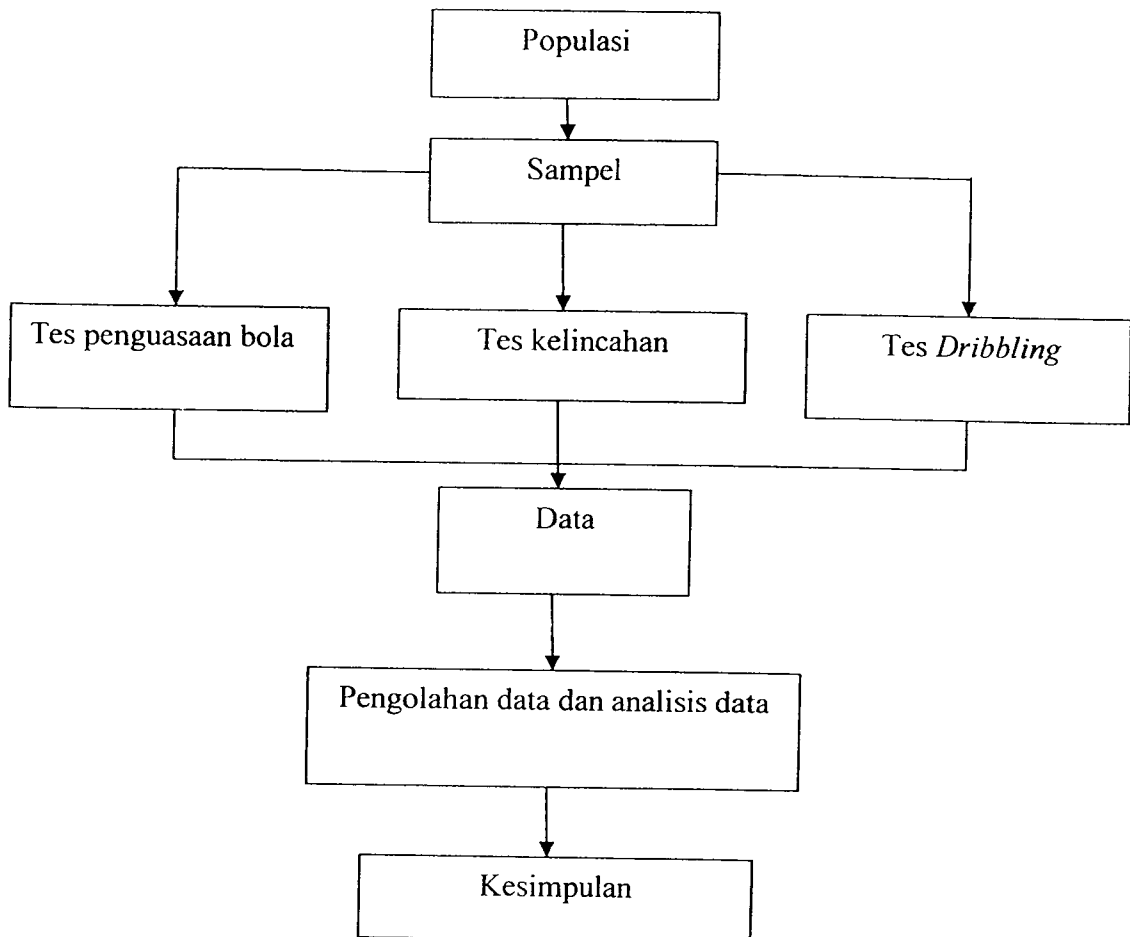 Populasi
Sampel
Tes penguasaan bola
Tes kelincahan
Tes Dribbling
Data
Pengolahan data dan analisis data
Kesimpulan